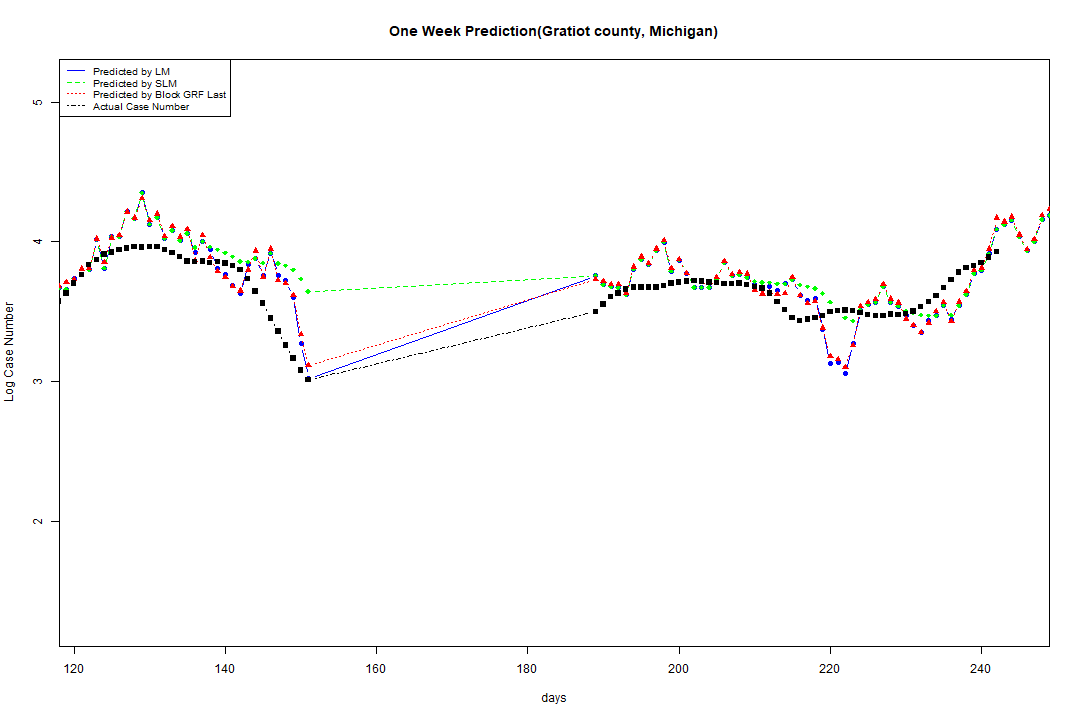 One Week Prediction(Gratiot county, Michigan)
Predicted by LM
Predicted by SLM
Predicted by Block GRF Last
Actual Case Number
5
4
3
2
Log Case Number
120 140 160 180 200 220 240
days